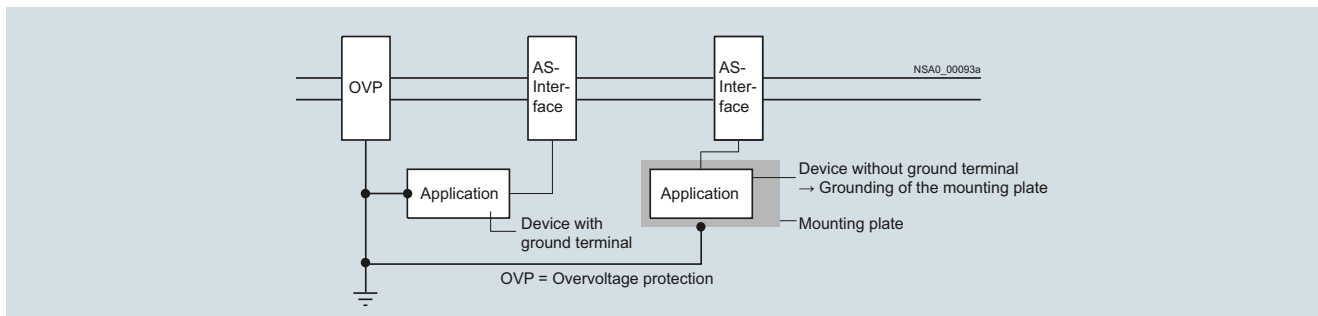 OVP
AS-
Inter-
face
AS-
Inter-
face
NSA0_00093a
Application
Device with
ground terminal
Application
Device without ground terminal
→ Grounding of the mounting plate
Mounting plate
OVP = Overvoltage protection